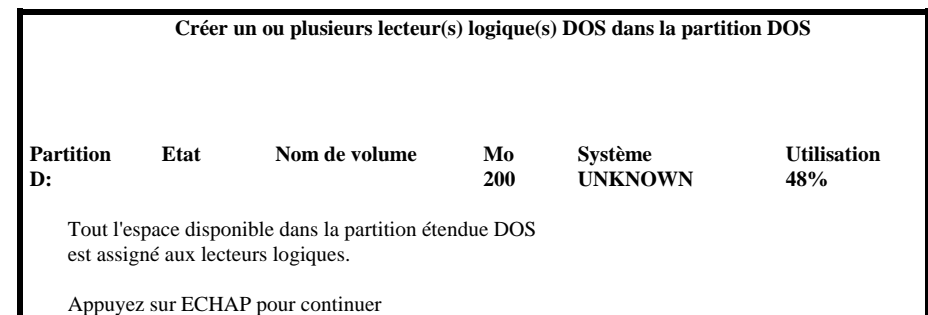 Créer un ou plusieurs lecteur(s) logique(s) DOS dans la partition DOS
Partition Etat Nom de volume Mo Système Utilisation
D: 200 UNKNOWN 48%
Tout l'espace disponible dans la partition étendue DOS
est assigné aux lecteurs logiques.
Appuyez sur ECHAP pour continuer